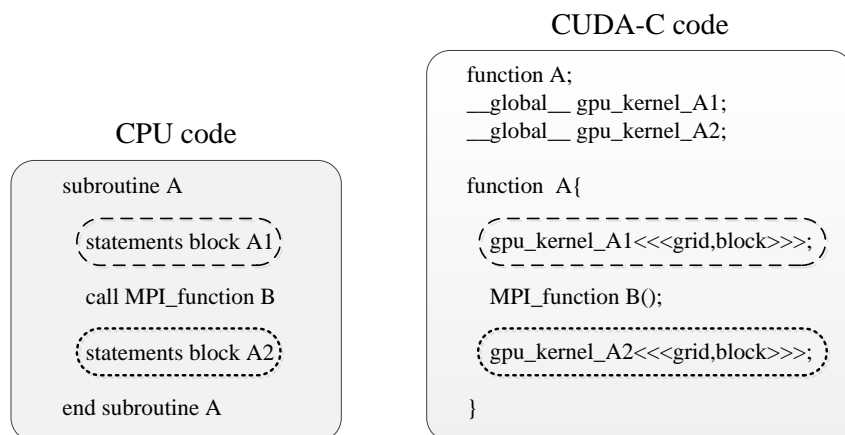 CPU code
subroutine A
statements block A1
call MPI_function B
statements block A2
end subroutine A
CUDA-C code
function A;
__global__ gpu_kernel_A1;
__global__ gpu_kernel_A2;
function A{
gpu_kernel_A1<<<grid,block>>>;
MPI_function B();
gpu_kernel_A2<<<grid,block>>>;
}